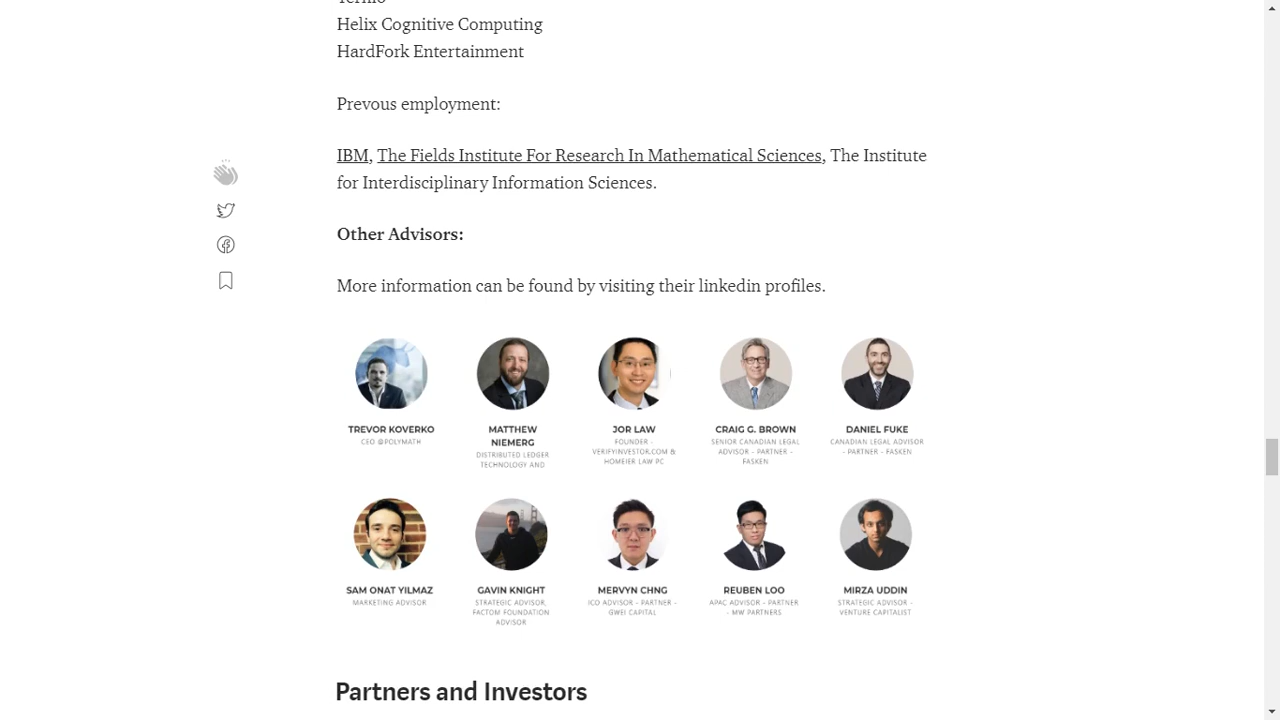 Helix Cognitive Computing
HardFork Entertainment
Prevous employment:
IBM, The Fields Institute For Research In Mathematical Sciences, The Institute
for Interdisciplinary Information Sciences.
Other Advisors:
More information can be found by visiting their linkedin profiles.
TREVOR KOVERKO
CEO @POLYMATH
MATTHEW
NIEMERG
DISTRIBUTED LEDGER
TECHNOLOGY AND
JOR LAW
FOUNDER -
VERIFYINVESTOR.COM &
HOMEIER LAW PC
CRAIG G. BROWN
SENIOR CANADIAN LEGAL
ADVISOR - PARTNER -
FASKEN
DANIEL FUKE
CANADIAN LEGAL ADVISOR
- PARTNER - FASKEN
SAM ONAT YILMAZ
MARKETING ADVISOR
GAVIN KNIGHT
STRATEGIC ADVISOR,
FACTOM FOUNDATION
ADVISOR
MERVYN CHNG
ICO ADVISOR - PARTNER -
GWEI CAPITAL
REUBEN LOO
APAC ADVISOR - PARTNER
- MW PARTNERS
MIRZA UDDIN
STRATEGIC ADVISOR -
VENTURE CAPITALIST
Partners and Investors